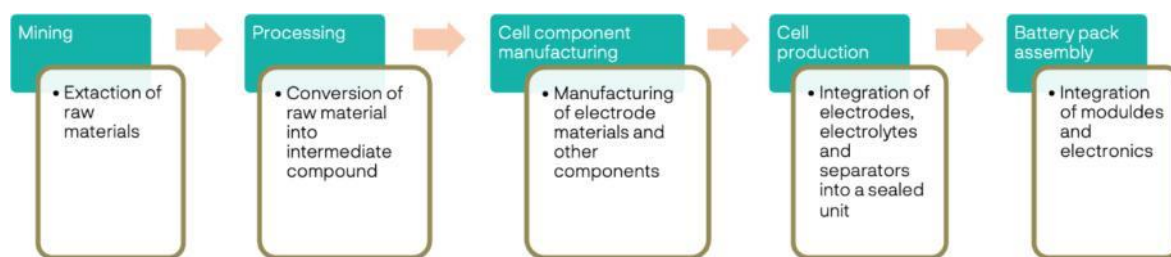 Mining
• Extaction of
raw
materials
Processing
• Conversion of
raw material
into
intermediate
compound
Cell component
manufacturing
• Manufacturing
of electrode
materials and
other
components
Cell
production
• Integration of
electrodes,
electrolytes
and
separators
into a sealed
unit
Battery pack
assembly
• Integration
of moduldes
and
electronics